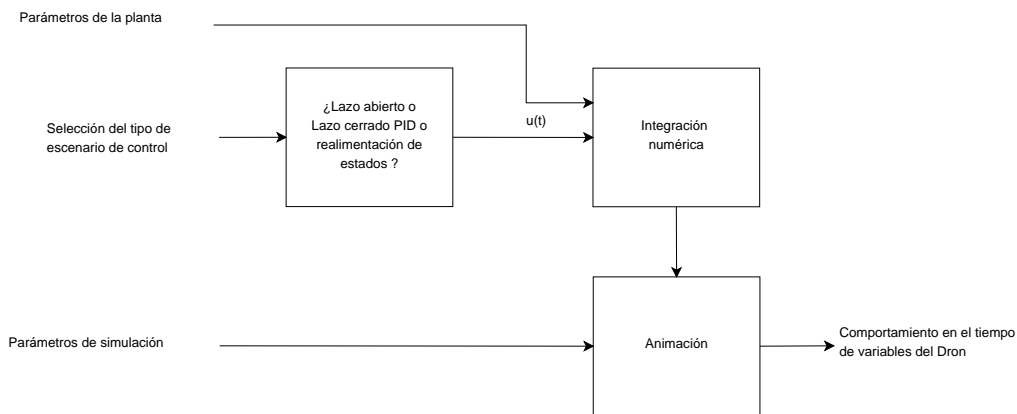 Parámetros de la planta
¿Lazo abierto o
Lazo cerrado PID o
realimentación de
estados ?
Selección del tipo de
escenario de control
u(t)
Integración
numérica
Parámetros de simulación
Animación
Comportamiento en el tiempo
de variables del Dron